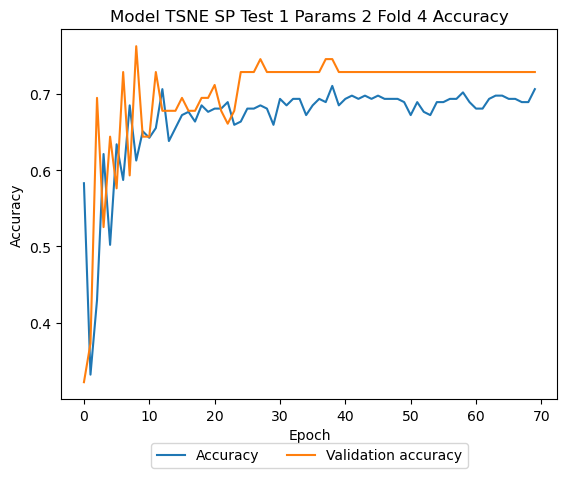 Model TSNE SP Test 1 Params 2 Fold 4 Accuracy
0.7
0.6
0.5
0.4
Accuracy
0 10 20 30 40 50 60 70
Epoch
Accuracy Validation accuracy